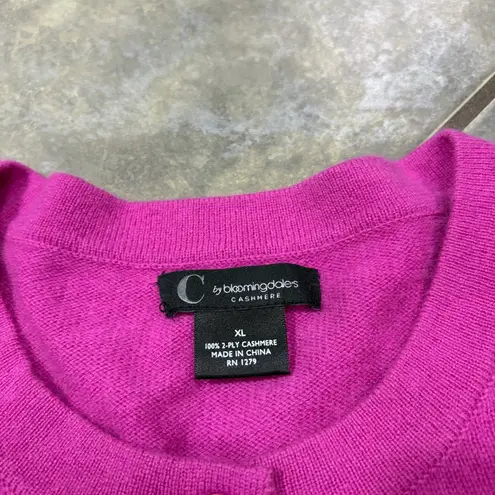 C by bloomingdale's
CASHMERE
XL
100% 2-PLY CASHMERE
MADE IN CHINA
RN 1279